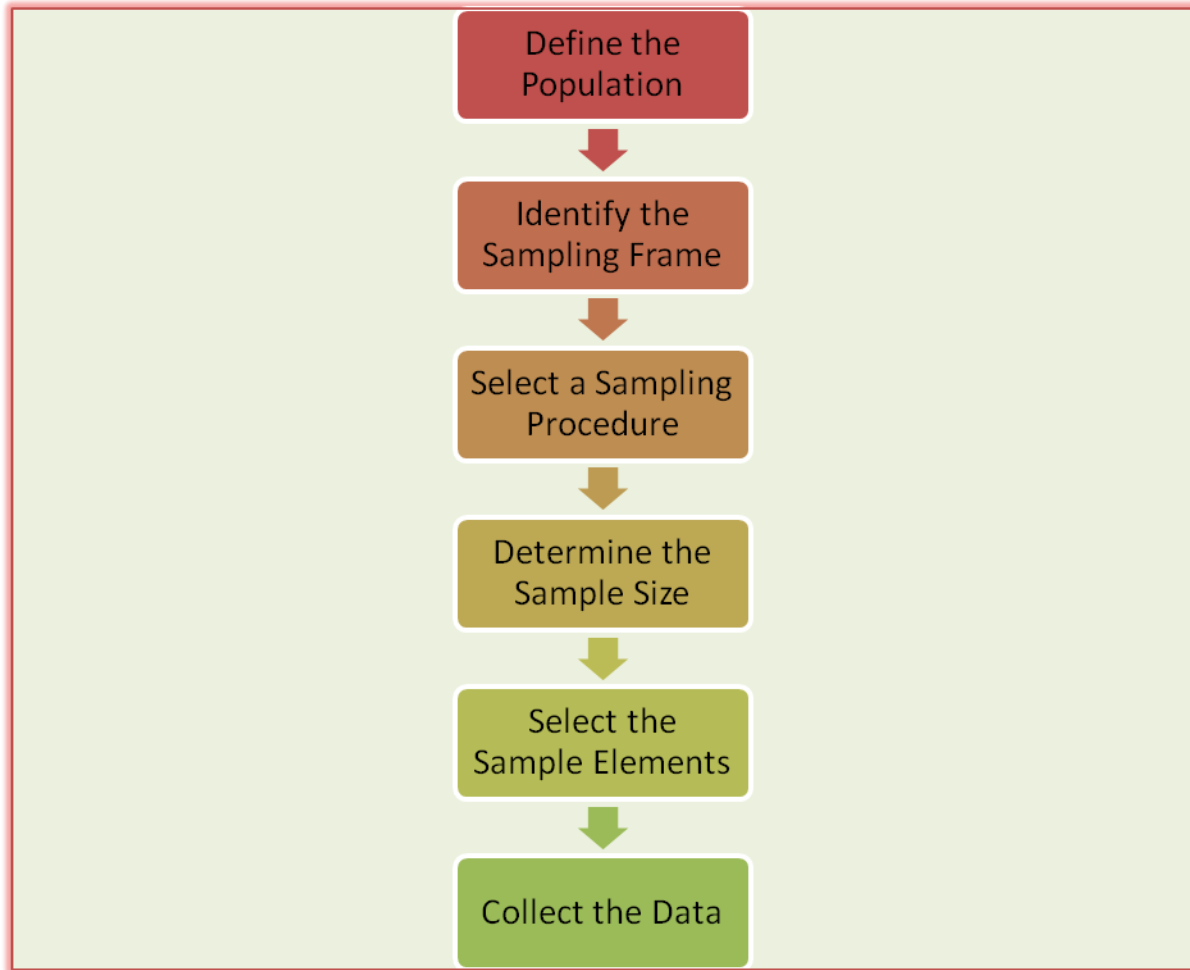 Define the
Population
Identify the
Sampling Frame
Select a Sampling
Procedure
Determine the
Sample Size
Select the
Sample Elements
Collect the Data